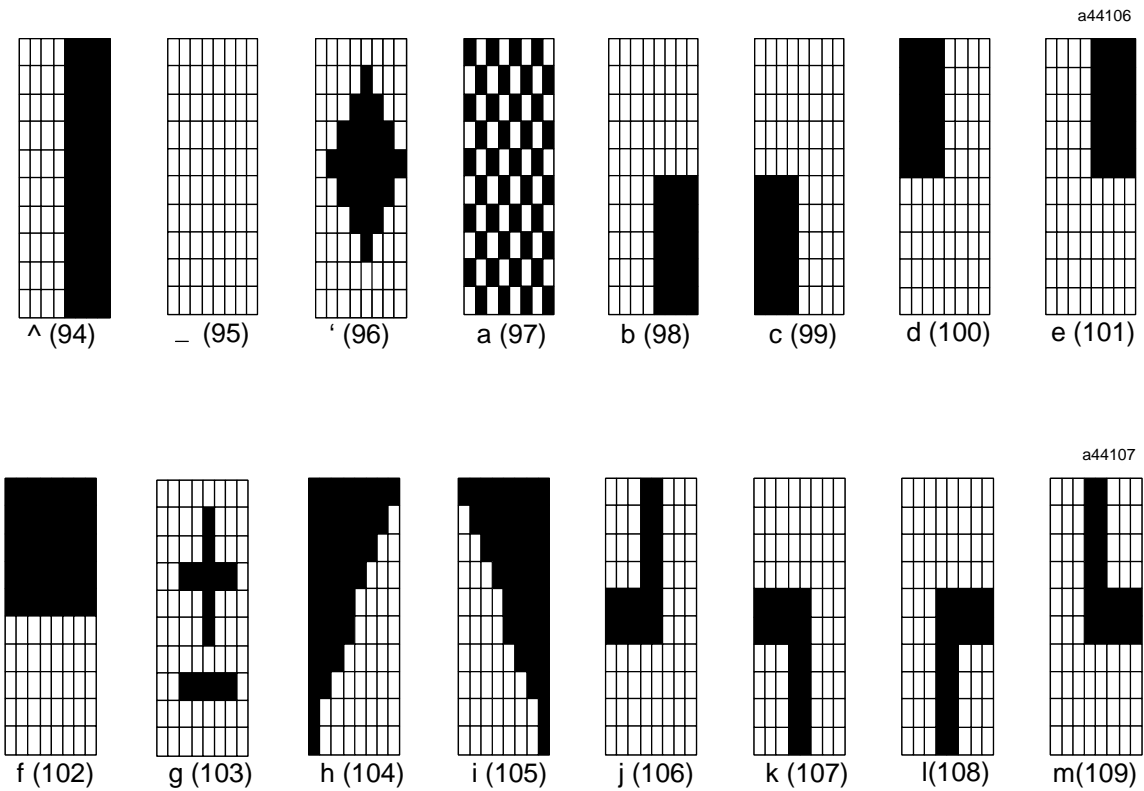 a44106
^ (94) _ (95) ‘ (96) a (97) b (98) c (99) d (100) e (101)
a44107
f (102) g (103) h (104) i (105) j (106) k (107) l(108) m(109)